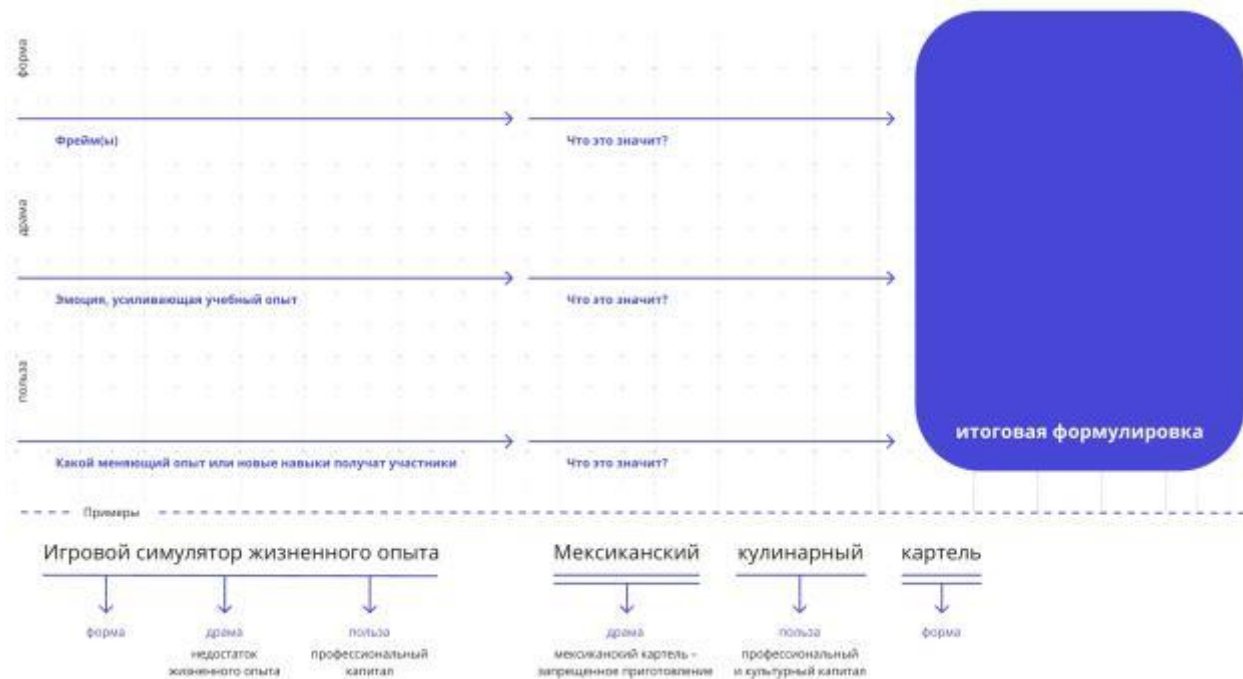 форма
Фрейм(ы)
Что это значит?
драма
Эмоция, усиливающая учебный опыт
Что это значит?
польза
Какой меняющий опыт или новые навыки получат участники
Что это значит?
итоговая формулировка
Примеры
Игровой симулятор жизненного опыта
Мексиканский кулинарный картель
форма
драма
недостаток
жизненного опыта
польза
профессиональный
капитал
драма
мексиканский картель –
запрещенное приготовление
польза
профессиональный
и культурный капитал
форма